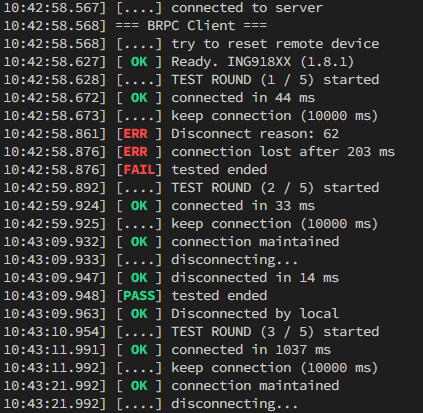 10:42:58.567] [....] connected to server
10:42:58.568] === BRPC Client ===
10:42:58.568] [....] try to reset remote device
10:42:58.627] [ OK ] Ready. ING918XX (1.8.1)
10:42:58.628] [....] TEST ROUND (1 / 5) started
10:42:58.672] [ OK ] connected in 44 ms
10:42:58.673] [....] keep connection (10000 ms)
10:42:58.861] [ERR ] Disconnect reason: 62
10:42:58.876] [ERR ] connection lost after 203 ms
10:42:58.876] [FAIL] tested ended
10:42:59.892] [....] TEST ROUND (2 / 5) started
10:42:59.924] [ OK ] connected in 33 ms
10:42:59.925] [....] keep connection (10000 ms)
10:43:09.932] [ OK ] connection maintained
10:43:09.933] [....] disconnecting...
10:43:09.947] [ OK ] disconnected in 14 ms
10:43:09.948] [PASS] tested ended
10:43:09.963] [ OK ] Disconnected by local
10:43:10.954] [....] TEST ROUND (3 / 5) started
10:43:11.991] [ OK ] connected in 1037 ms
10:43:11.992] [....] keep connection (10000 ms)
10:43:21.992] [ OK ] connection maintained
10:43:21.992] [....] disconnecting...